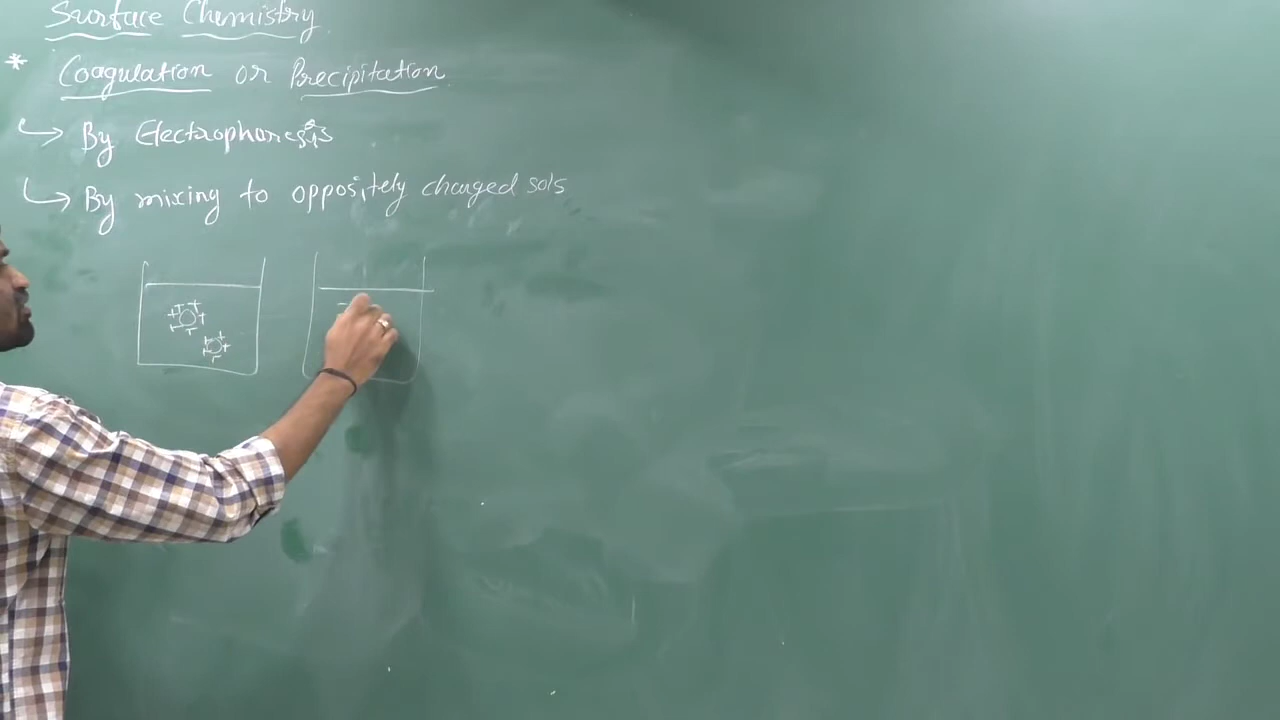 Surface Chemistry
* Coagulation or Precipitation
↳ By Electrophoresis
↳ By mixing to oppositely charged sols